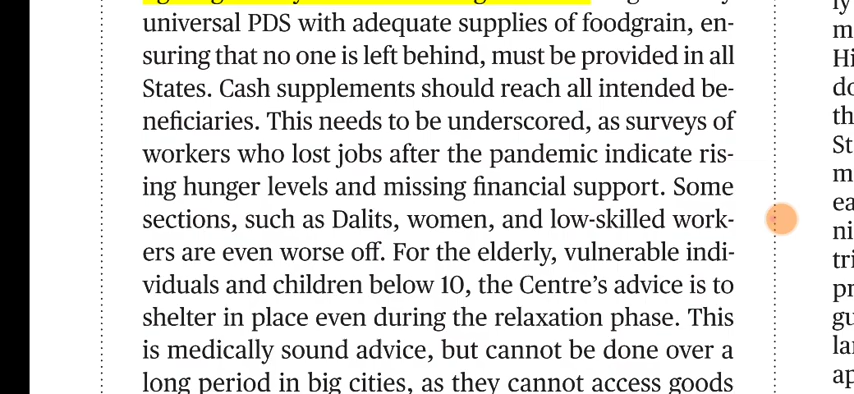 universal PDS with adequate supplies of foodgrain, en-
suring that no one is left behind, must be provided in all
States. Cash supplements should reach all intended be-
neficiaries. This needs to be underscored, as surveys of
workers who lost jobs after the pandemic indicate ris-
ing hunger levels and missing financial support. Some
sections, such as Dalits, women, and low-skilled work-
ers are even worse off. For the elderly, vulnerable indi-
viduals and children below 10, the Centre's advice is to
shelter in place even during the relaxation phase. This
is medically sound advice, but cannot be done over a
long period in big cities, as they cannot access goods